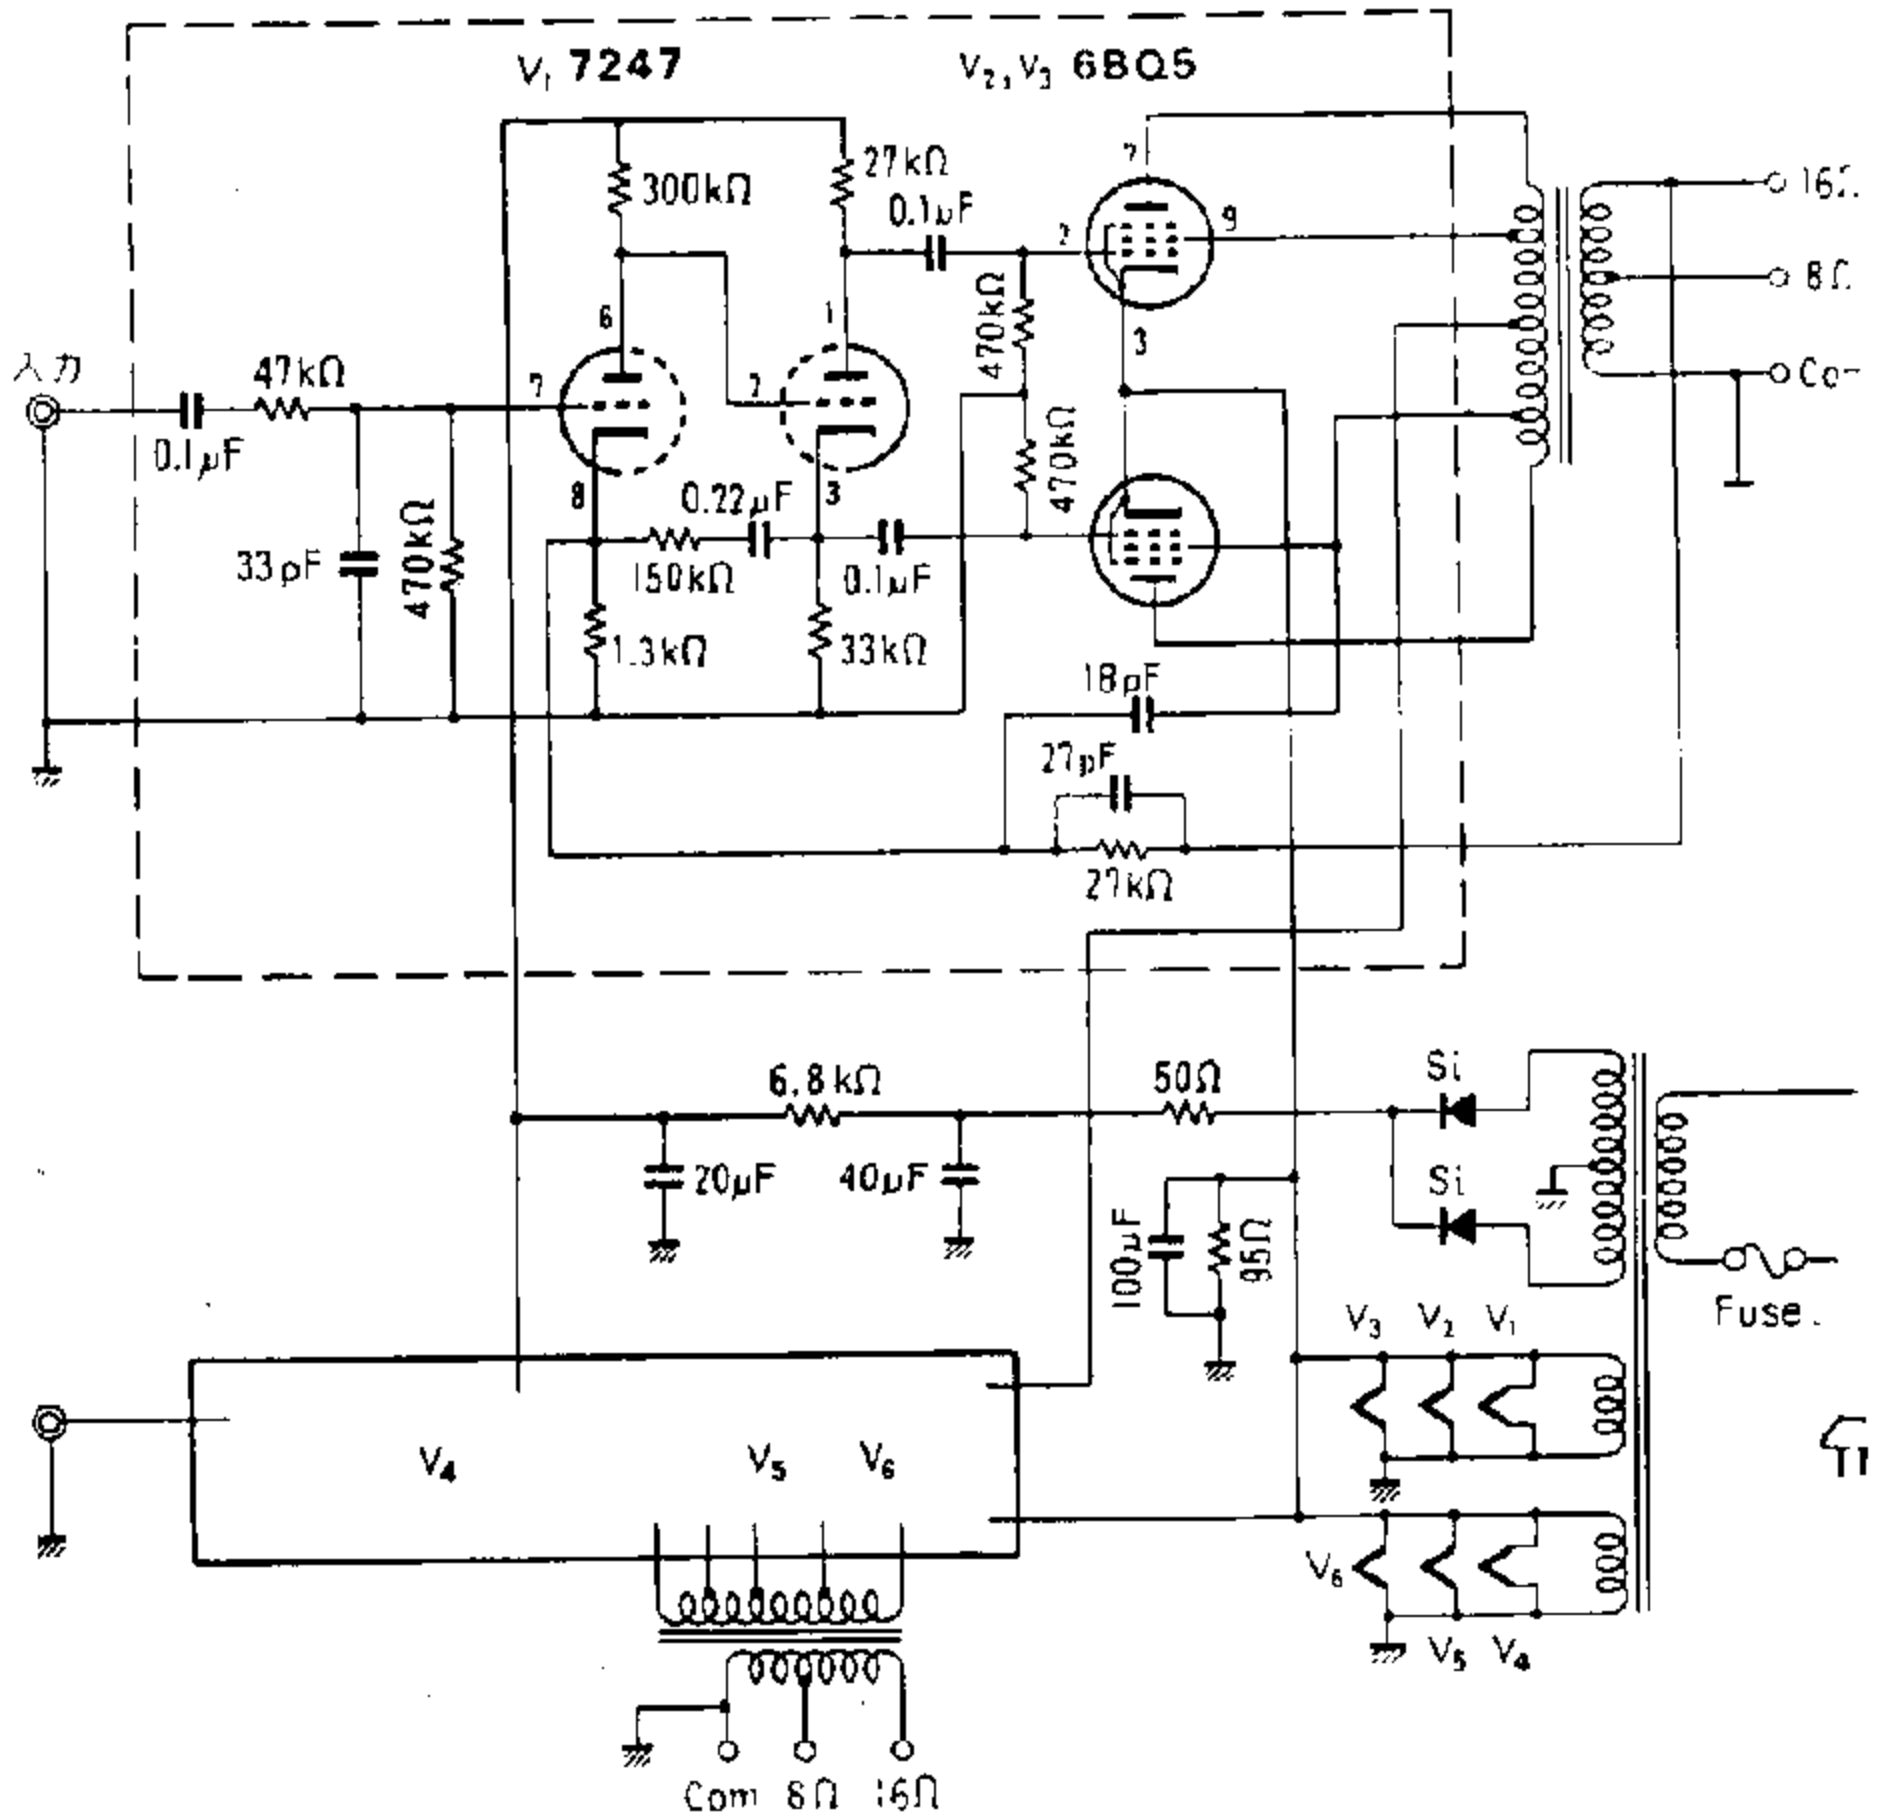 V₁ 7247
V₂, V₃ 6BQ5
27kΩ
7
300kΩ
0.1μF
2
9
16Ω
8Ω
470kΩ
6
1
3
入力
47kΩ
7
2
Co
0.1μF
470kΩ
8
0.22μF
3
33pF
470kΩ
150kΩ
0.1μF
1.3kΩ
33kΩ
18pF
27pF
27kΩ
6.8kΩ
50Ω
Si
20μF
40μF
Si
100μF
95Ω
Fuse.
V₃ V₂ V₁
V₄ V₅ V₆
V₆
V₅ V₄
Com 8Ω 16Ω